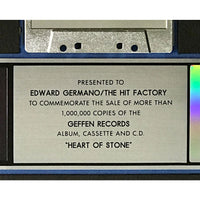 PRESENTED TO
EDWARD GERMANO/THE HIT FACTORY
TO COMMEMORATE THE SALE OF MORE THAN
1,000,000 COPIES OF THE
GEFFEN RECORDS
ALBUM, CASSETTE AND C.D.
"HEART OF STONE"